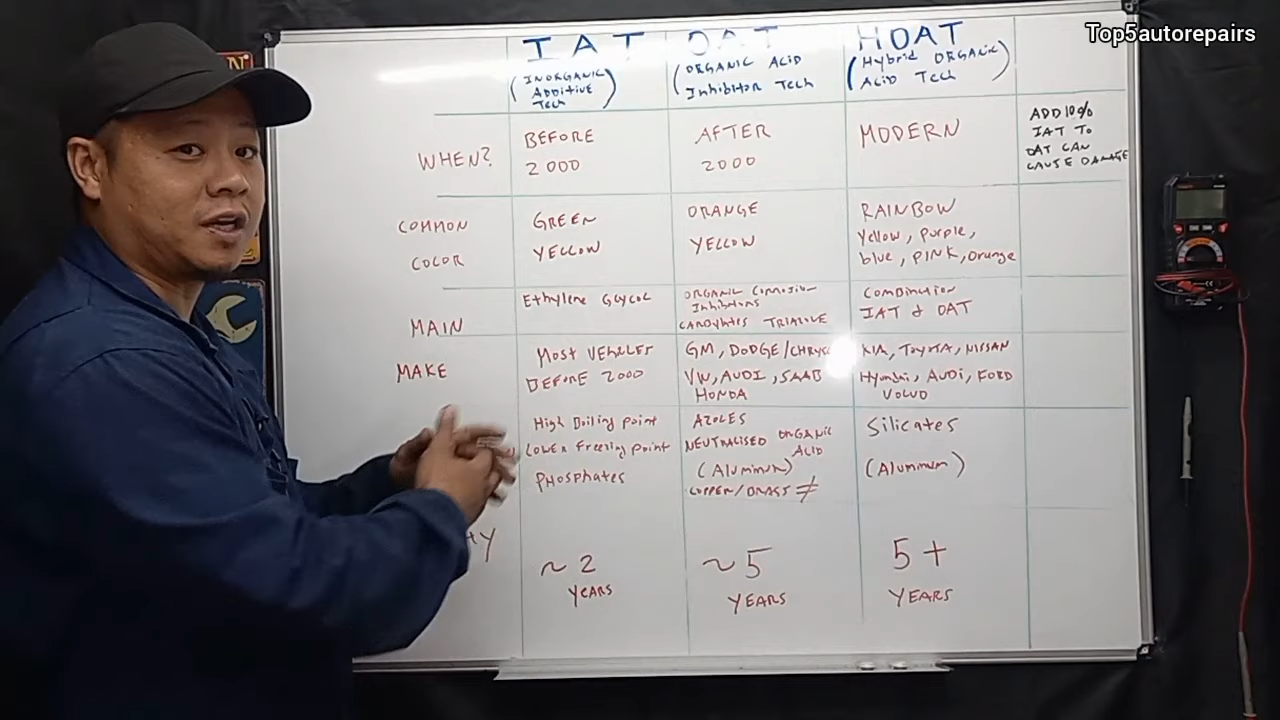 Top5autorepairs
IAT
OAT
HOAT
(INORGANIC
Additive
Tech)
(ORGANIC ACID
Inhibitor Tech)
(Hybrid ORGANIC
ACID Tech)
WHEN?
BEFORE
2000
AFTER
2000
MODERN
ADD 10%
IAT TO
OAT CAN
CAUSE DAMAGE
COMMON
COLOR
GREEN
YELLOW
ORANGE
YELLOW
RAINBOW
Yellow, purple,
blue, PINK, Orange
MAIN
Ethylene Glycol
ORGANIC Corrosion
Inhibitors
TRIAZOLE
Combination
IAT & OAT
MAKE
Most VEHICLES
BEFORE 2000
GM, DODGE/CHRYS
VW, AUDI, SAAB
HONDA
KIA, Toyota, NISSAN
Hyundai, AUDi, FORD
VOLVO
High Boiling point
Lower Freezing point
PHosphates
AZOLES
NEUTRALISED ORGANIC
ACID
(Aluminum)
COPPER/BRASS ≠
Silicates
(Aluminum)
TY
~ 2
YEARS
~ 5
YEARS
5 +
YEARS